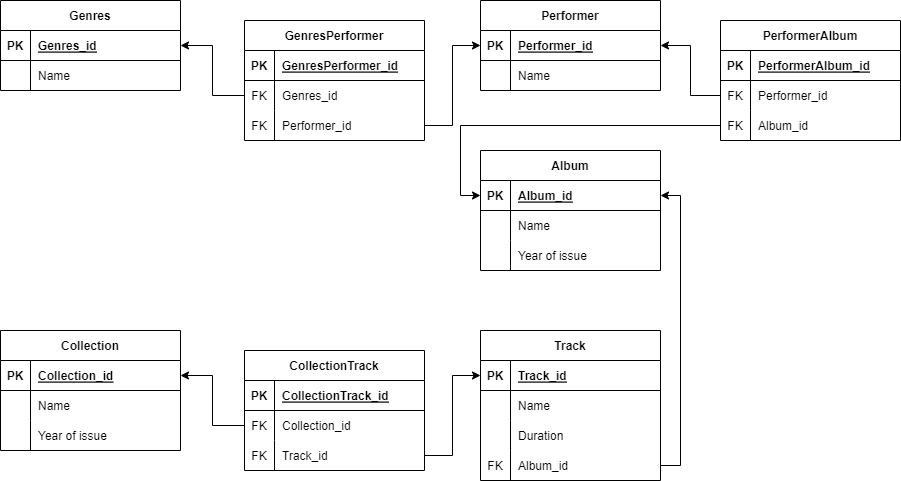 Genres
PK Genres_id
Name
GenresPerformer
PK GenresPerformer_id
FK Genres_id
FK Performer_id
Performer
PK Performer_id
Name
PerformerAlbum
PK PerformerAlbum_id
FK Performer_id
FK Album_id
Album
PK Album_id
Name
Year of issue
Collection
PK Collection_id
Name
Year of issue
CollectionTrack
PK CollectionTrack_id
FK Collection_id
FK Track_id
Track
PK Track_id
Name
Duration
FK Album_id